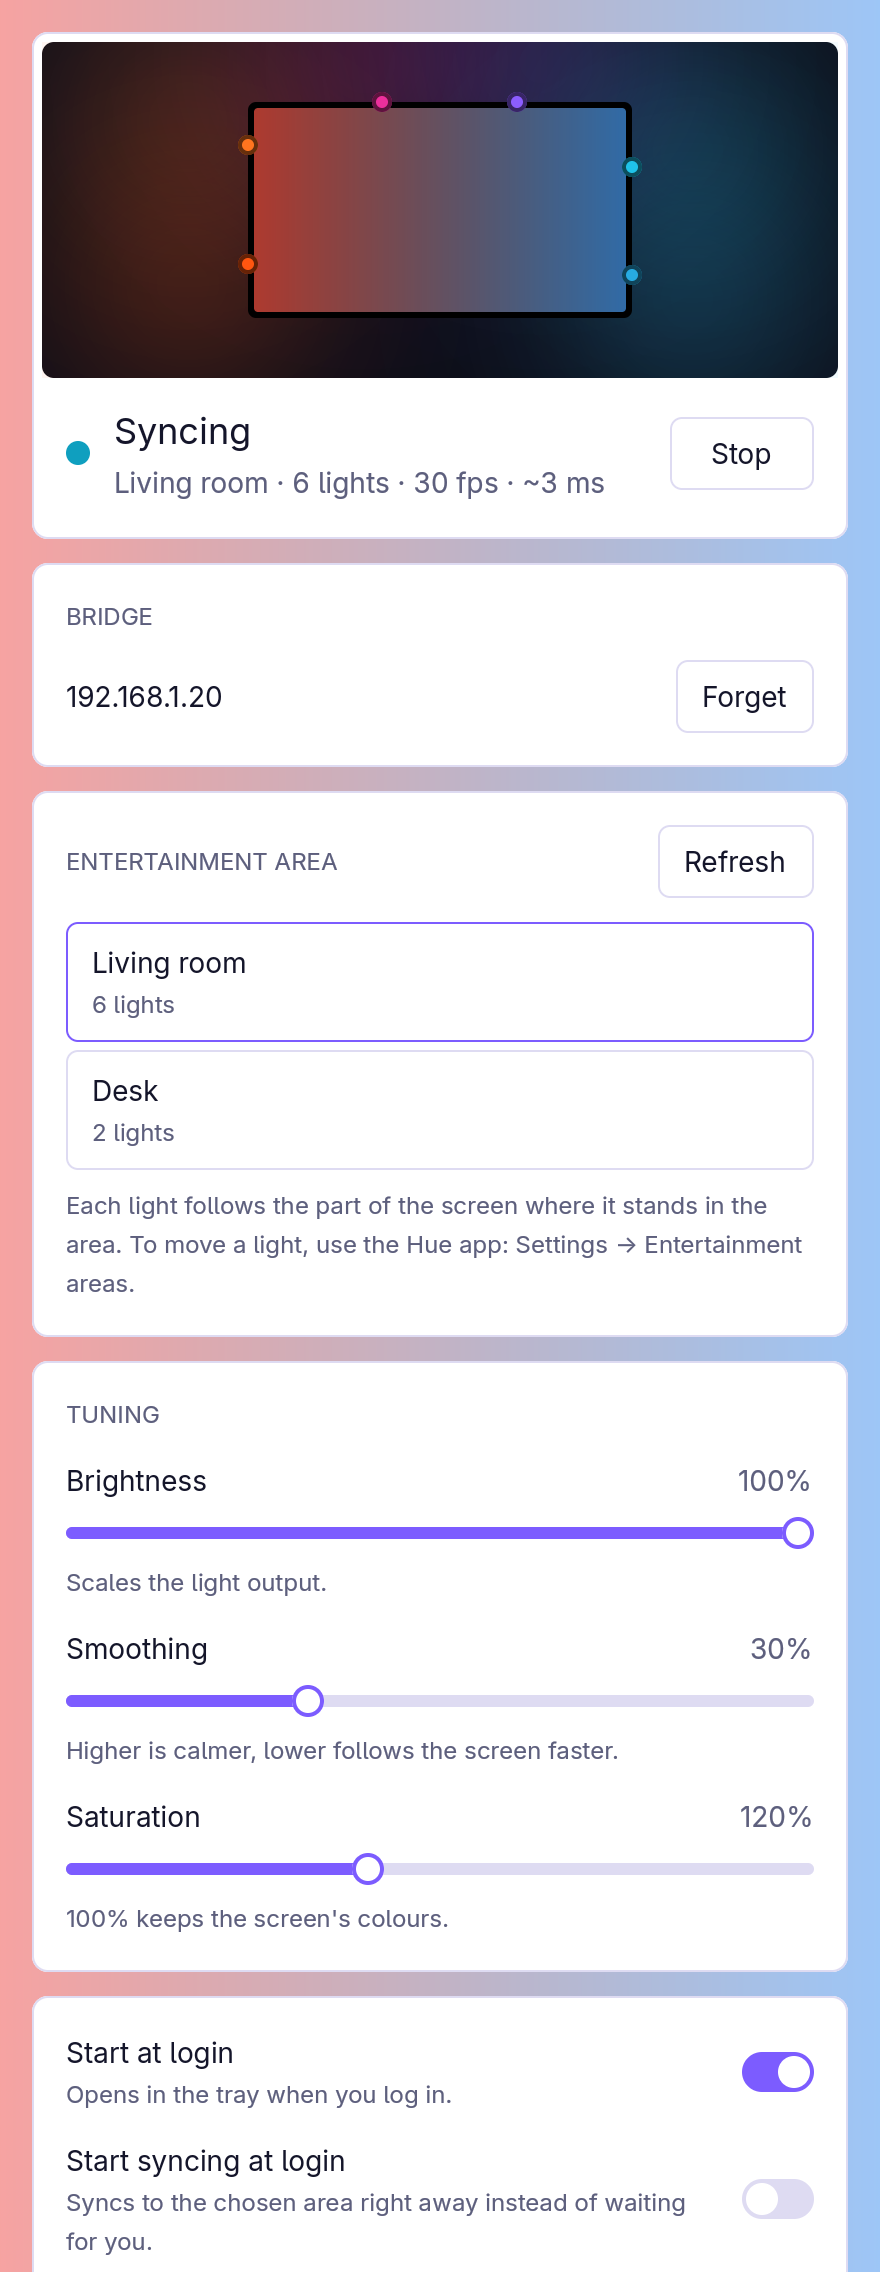 Syncing
Living room · 6 lights · 30 fps · ~3 ms
Stop
BRIDGE
192.168.1.20
Forget
ENTERTAINMENT AREA
Refresh
Living room
6 lights
Desk
2 lights
Each light follows the part of the screen where it stands in the
area. To move a light, use the Hue app: Settings → Entertainment
areas.
TUNING
Brightness
100%
Scales the light output.
Smoothing
30%
Higher is calmer, lower follows the screen faster.
Saturation
120%
100% keeps the screen's colours.
Start at login
Opens in the tray when you log in.
Start syncing at login
Syncs to the chosen area right away instead of waiting
for you.